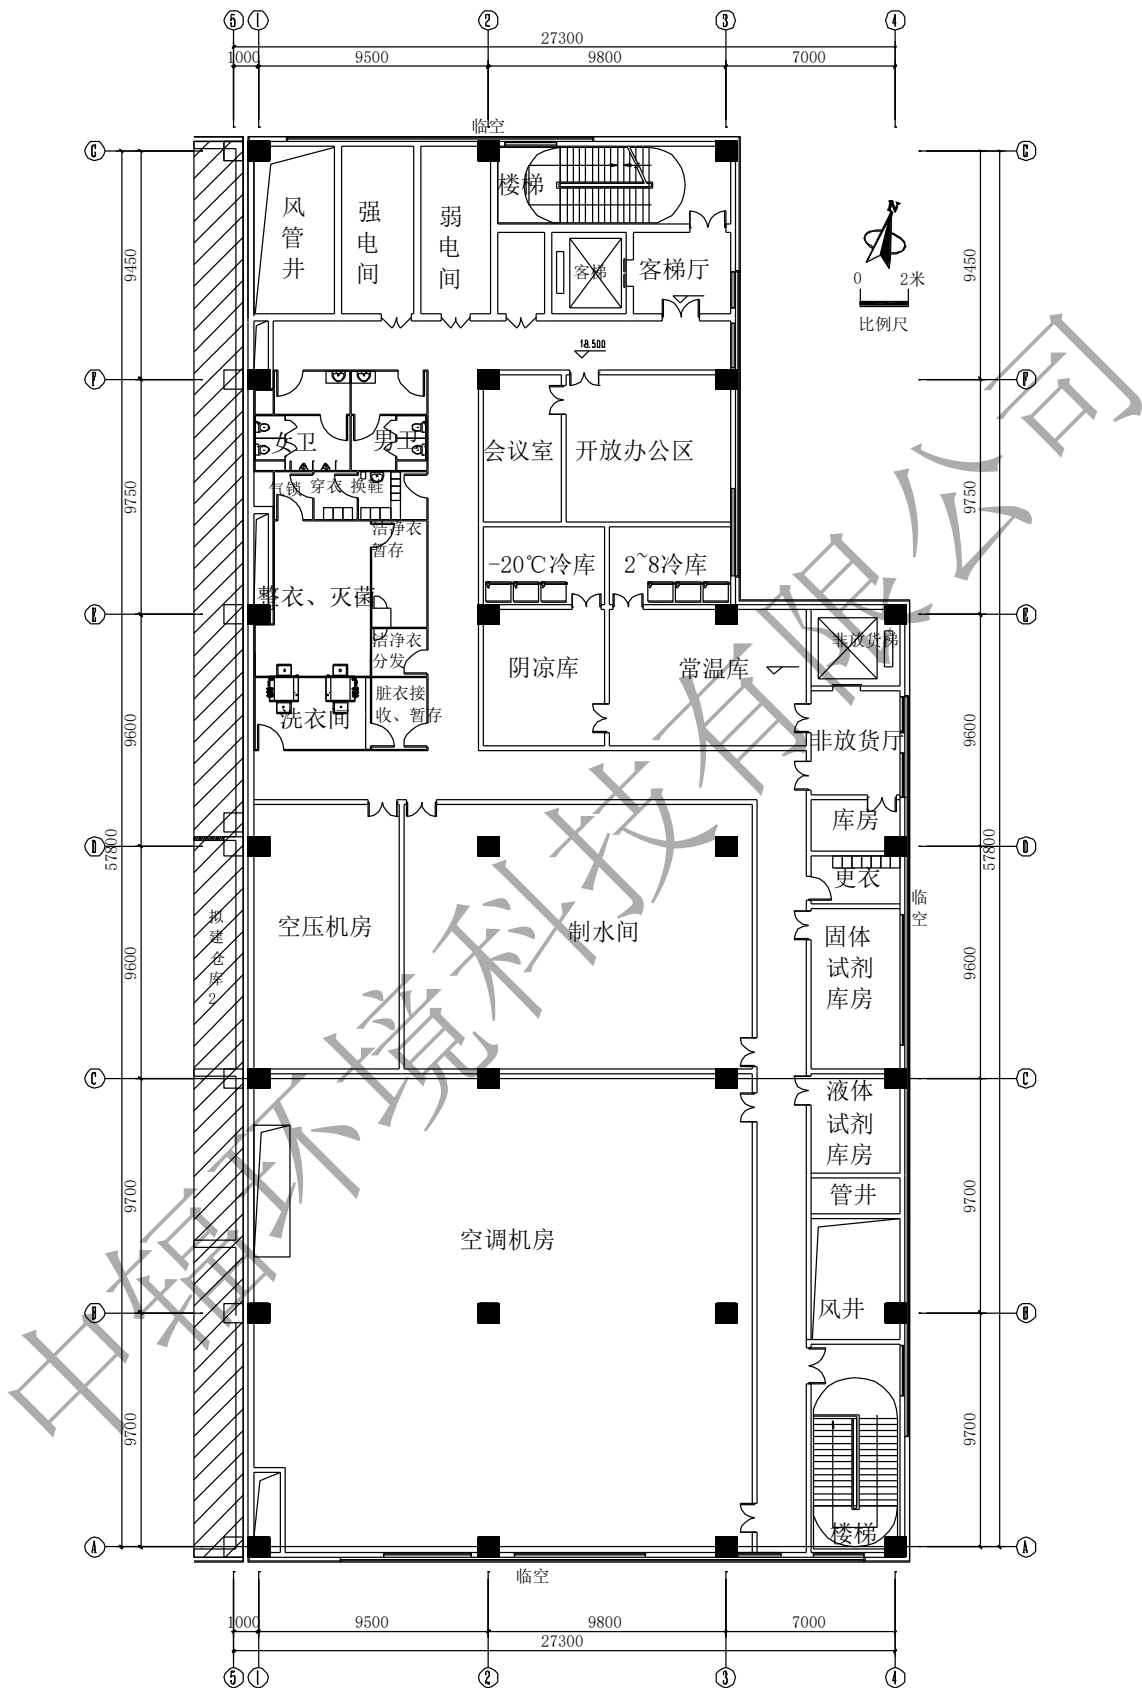 5 1 2 3 4
27300
1000 9500 9800 7000
临空
G G
楼梯
风管井
强电间
弱电间
客梯
客梯厅
N
0 2米
比例尺
9450 9450
18.500
F F
女卫 男卫
会议室 开放办公区
气锁 穿衣 换鞋
9750 9750
洁净衣
暂存
-20℃冷库 2~8冷库
整衣、灭菌
E E
洁净衣
分发
非放货梯
阴凉库 常温库
脏衣接
收、暂存
洗衣间
9600 9600
非放货厅
库房
D D
57800 57800
更衣
临空
拟建仓库2
空压机房 制水间
固体
试剂
库房
9600 9600
C C
液体
试剂
库房
管井
9700 9700
空调机房
风井
B B
9700 9700
楼梯
A A
临空
1000 9500 9800 7000
27300
5 1 2 3 4
中辐环境科技有限公司